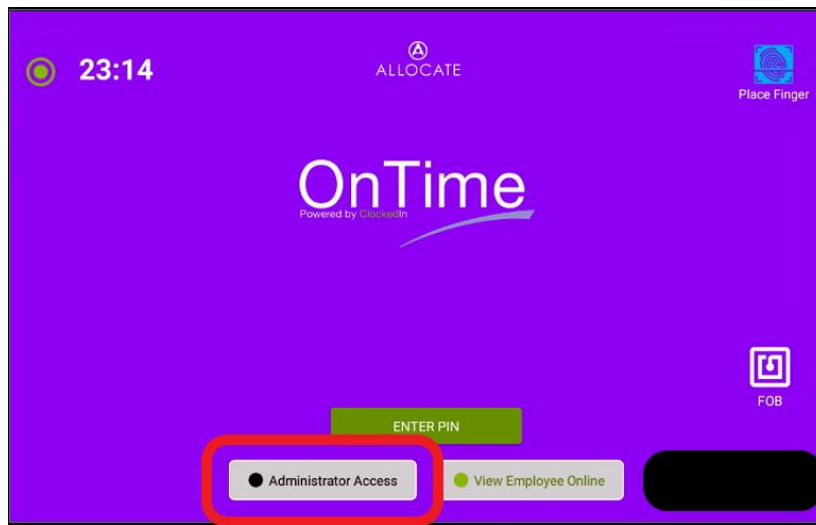 23:14
ALLOCATE
Place Finger
OnTime
Powered by ClockedIn
FOB
ENTER PIN
Administrator Access
View Employee Online